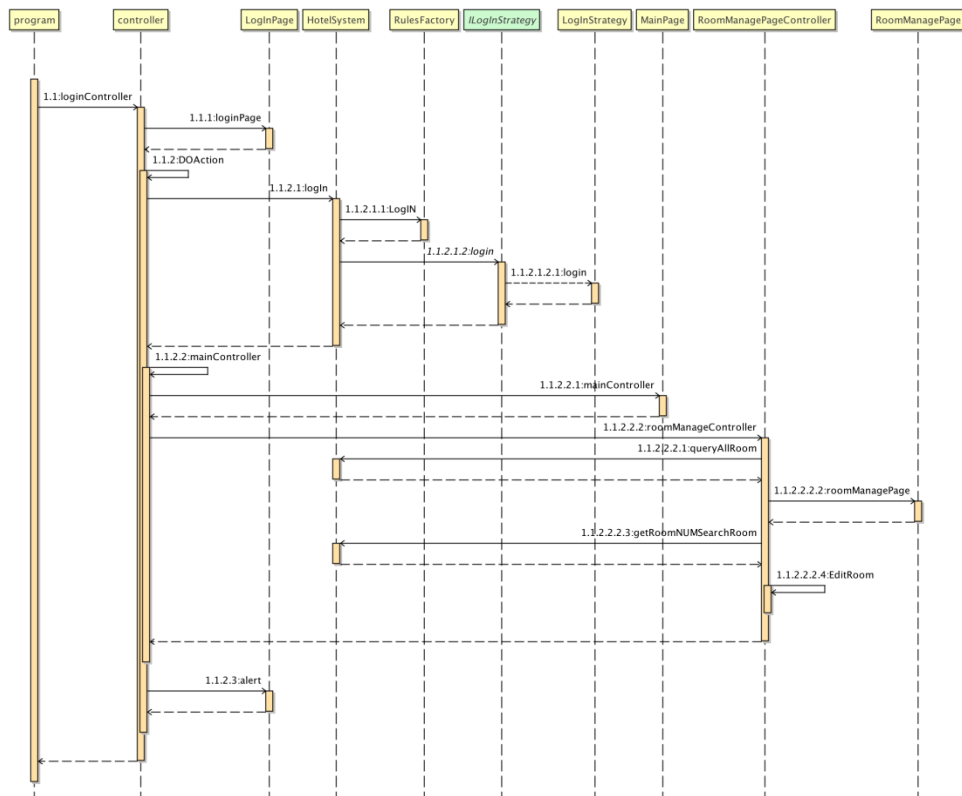 program
controller
LogInPage
HotelSystem
RulesFactory
ILogInStrategy
LogInStrategy
MainPage
RoomManagePageController
RoomManagePage
1.1:loginController
1.1.1:loginPage
1.1.2:DOAction
1.1.2.1:logIn
1.1.2.1.1:LogIN
1.1.2.1.2:login
1.1.2.1.2.1:login
1.1.2.2:mainController
1.1.2.2.1:mainController
1.1.2.2.2:roomManageController
1.1.2.2.2.1:queryAllRoom
1.1.2.2.2.2:roomManagePage
1.1.2.2.2.3:getRoomNUMSearchRoom
1.1.2.2.2.4:EditRoom
1.1.2.3:alert